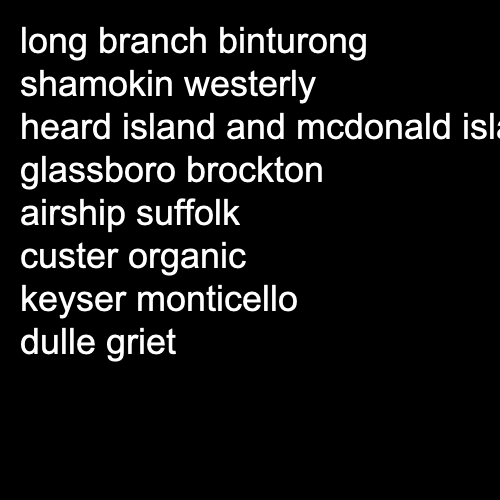 long branch binturong
shamokin westerly
heard island and mcdonald isla
glassboro brockton
airship suffolk
custer organic
keyser monticello
dulle griet